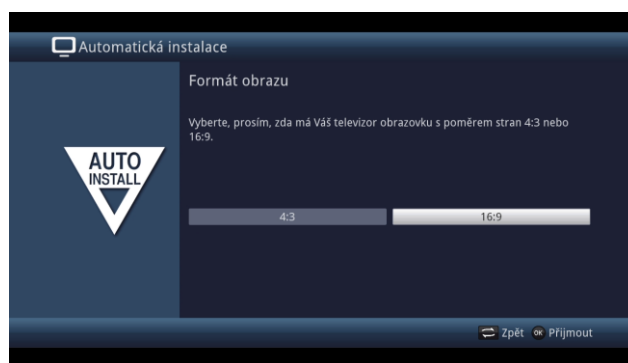 Automatická instalace
Formát obrazu
Vyberte, prosím, zda má Váš televizor obrazovku s poměrem stran 4:3 nebo
16:9.
AUTO
INSTALL
4:3
16:9
Zpět OK Přijmout